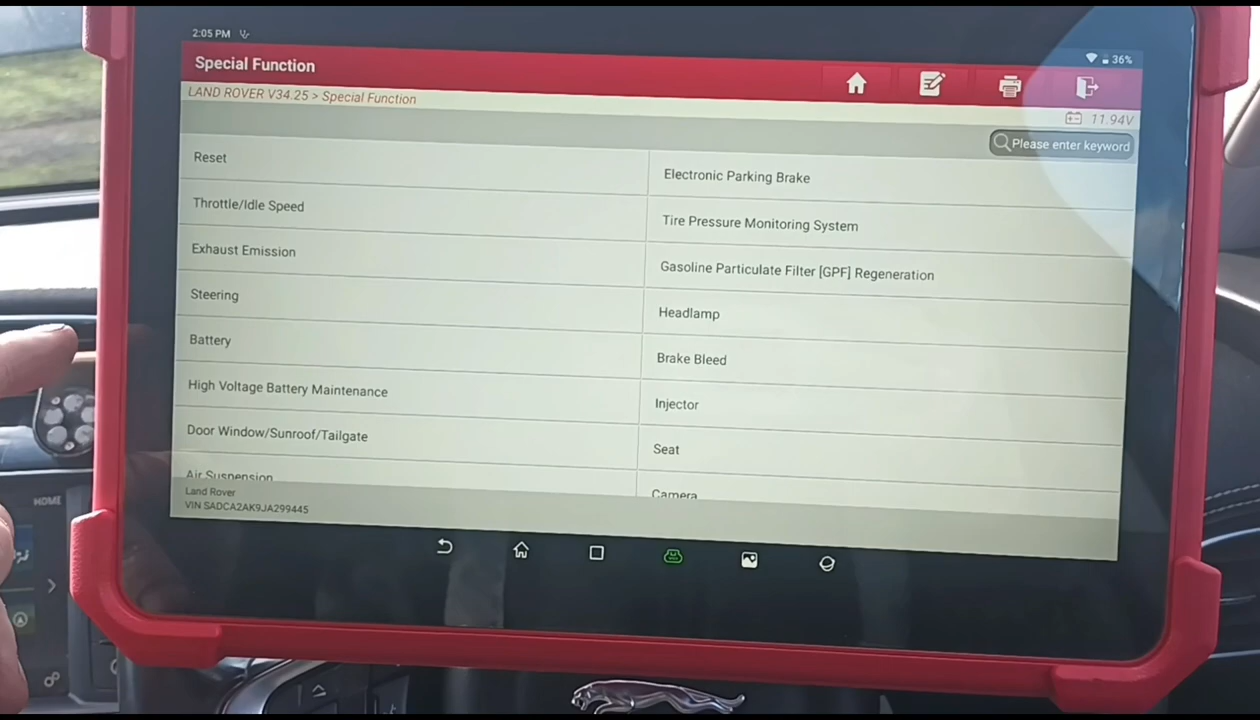 2:05 PM
36%
Special Function
LAND ROVER V34.25 > Special Function
11.94V
Please enter keyword
Reset
Electronic Parking Brake
Throttle/Idle Speed
Tire Pressure Monitoring System
Exhaust Emission
Gasoline Particulate Filter [GPF] Regeneration
Steering
Headlamp
Battery
Brake Bleed
High Voltage Battery Maintenance
Injector
Door Window/Sunroof/Tailgate
Seat
Air Suspension
Camera
Land Rover
VIN SADCA2AK9JA299445
HOME